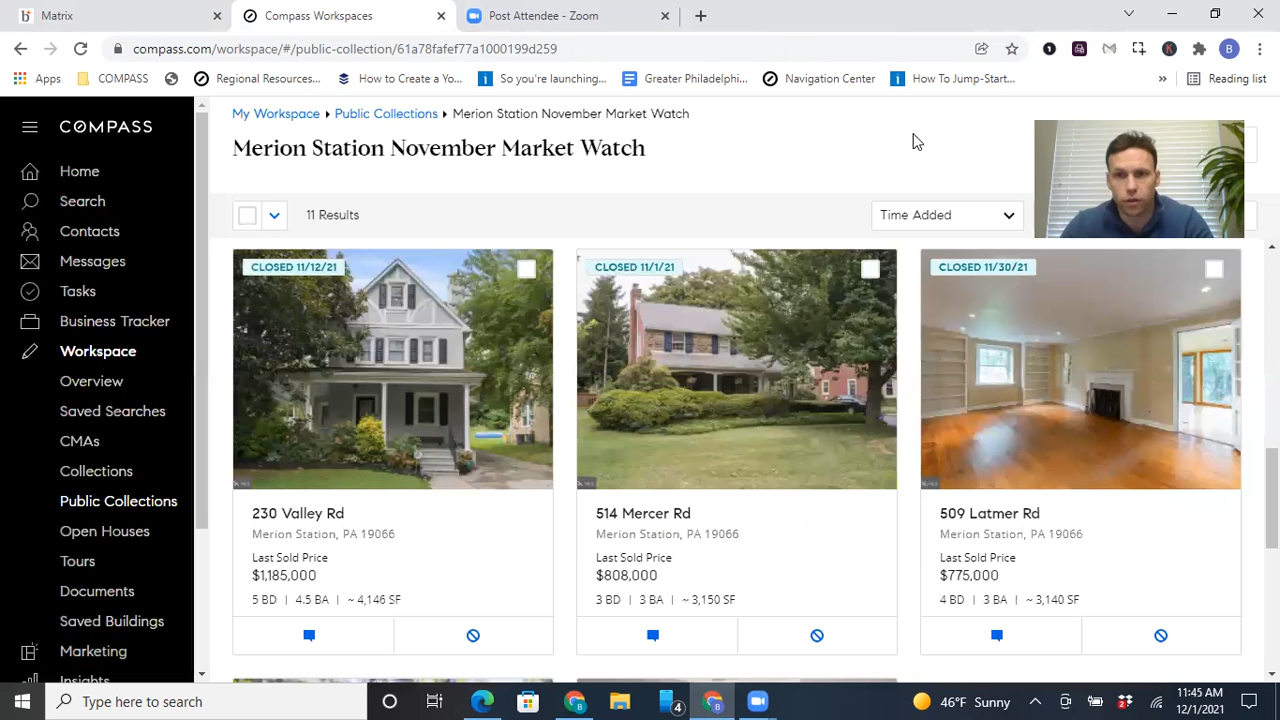 Matrix
Compass Workspaces
Post Attendee - Zoom
compass.com/workspace/#/public-collection/61a78fafef77a1000199d259
Apps
COMPASS
Regional Resources...
How to Create a Yo...
So you're launching...
Greater Philadelphi...
Navigation Center
How To Jump-Start...
Reading list
COMPASS
Home
Search
Contacts
Messages
Tasks
Business Tracker
Workspace
Overview
Saved Searches
CMAs
Collections
Public Collections
Open Houses
Tours
Documents
Saved Buildings
Marketing
Insights
My Workspace
Public Collections
Merion Station November Market Watch
Merion Station November Market Watch
11 Results
Time Added
CLOSED 11/12/21
230 Valley Rd
Merion Station, PA 19066
Last Sold Price
$1,185,000
5 BD | 4.5 BA | ~ 4,146 SF
CLOSED 11/1/21
514 Mercer Rd
Merion Station, PA 19066
Last Sold Price
$808,000
3 BD | 3 BA | ~ 3,150 SF
CLOSED 11/30/21
509 Latmer Rd
Merion Station, PA 19066
Last Sold Price
$775,000
4 BD | 3 BA | ~ 3,140 SF
Type here to search
4
46°F Sunny
11:45 AM
12/1/2021